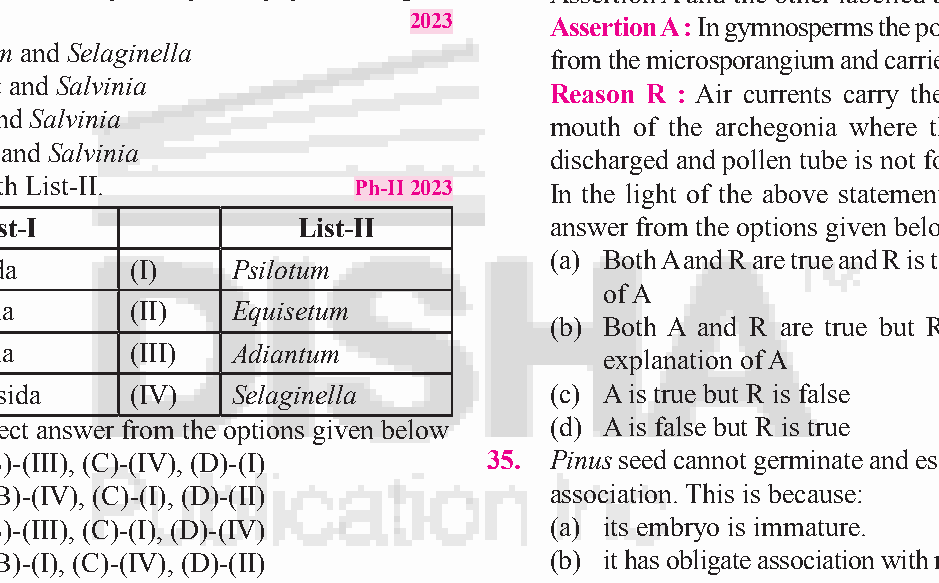 2023
and Selaginella
and Salvinia
nd Salvinia
and Salvinia
th List-II.
Ph-II 2023
st-I List-II
da (I) Psilotum
a (II) Equisetum
a (III) Adiantum
sida (IV) Selaginella
ect answer from the options given below
)-(III), (C)-(IV), (D)-(I)
B)-(IV), (C)-(I), (D)-(II)
)-(III), (C)-(I), (D)-(IV)
B)-(I), (C)-(IV), (D)-(II)
Assertion A : In gymnosperms the po
from the microsporangium and carrie
Reason R : Air currents carry the
mouth of the archegonia where t
discharged and pollen tube is not fo
In the light of the above statemen
answer from the options given belo
(a) Both A and R are true and R is t
of A
(b) Both A and R are true but R
explanation of A
(c) A is true but R is false
(d) A is false but R is true
35. Pinus seed cannot germinate and es
association. This is because:
(a) its embryo is immature.
(b) it has obligate association with
DISHA
Publication Inc.